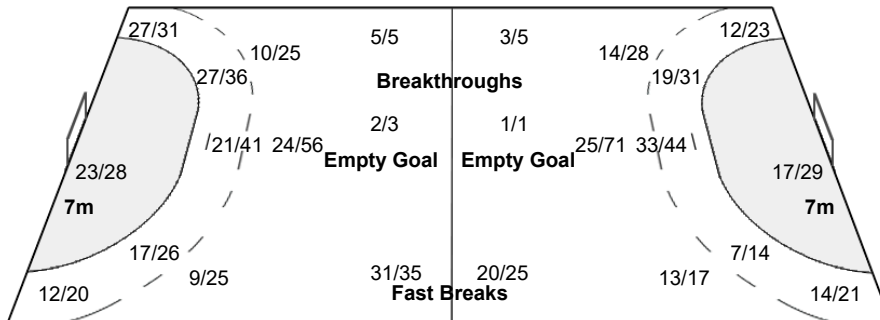 27/31 5/5 3/5 12/23
10/25 14/28
27/36 Breakthroughs 19/31
2/3 1/1
21/41 24/56 25/71 33/44
Empty Goal Empty Goal
23/28 17/29
7m 7m
17/26 7/14
9/25 31/35 20/25 13/17
12/20 Fast Breaks 14/21